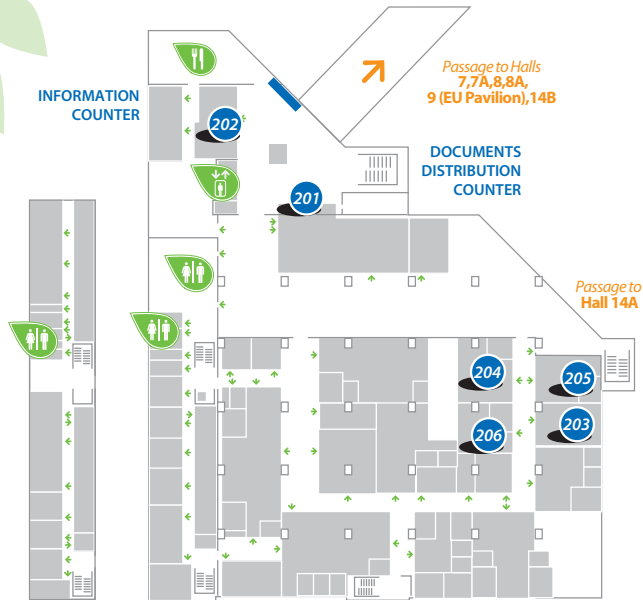 Passage to Halls
7,7A,8,8A,
9 (EU Pavilion),14B
INFORMATION
COUNTER
202
DOCUMENTS
DISTRIBUTION
COUNTER
201
Passage to
Hall 14A
204
205
203
206